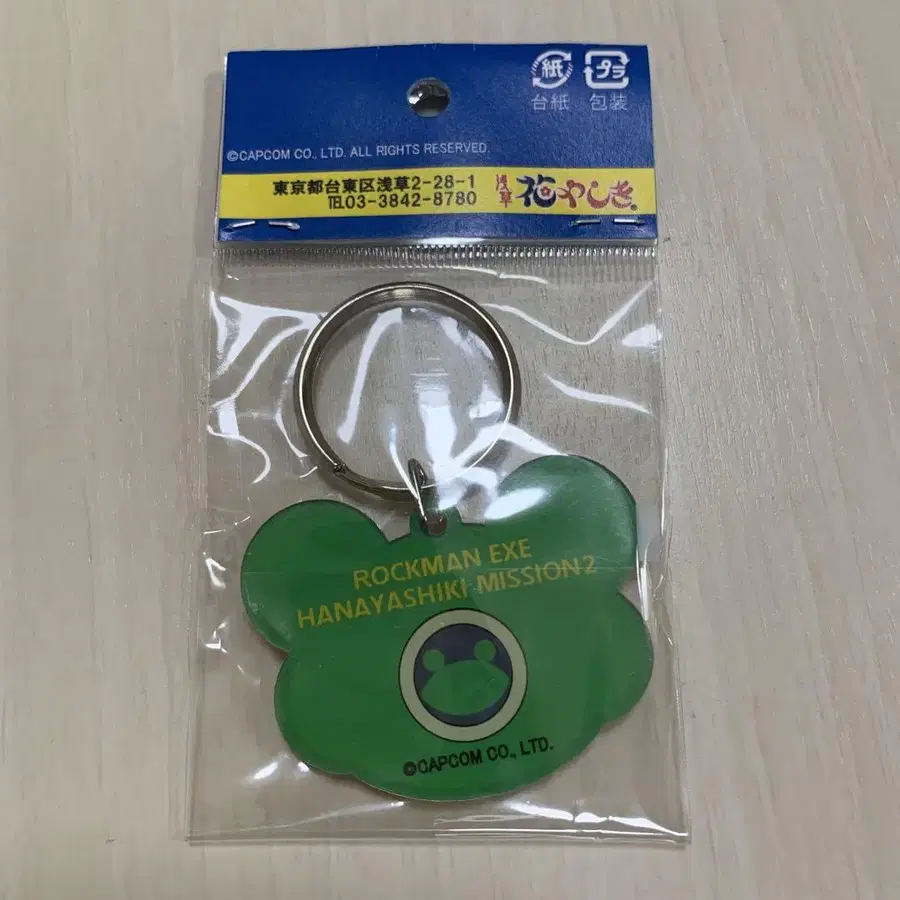 紙 プラ
台紙 包装
©CAPCOM CO., LTD. ALL RIGHTS RESERVED.
東京都台東区浅草2-28-1
TEL03-3842-8780
浅草 花やしき
ROCKMAN EXE
HANAYASHIKI MISSION2
©CAPCOM CO., LTD.